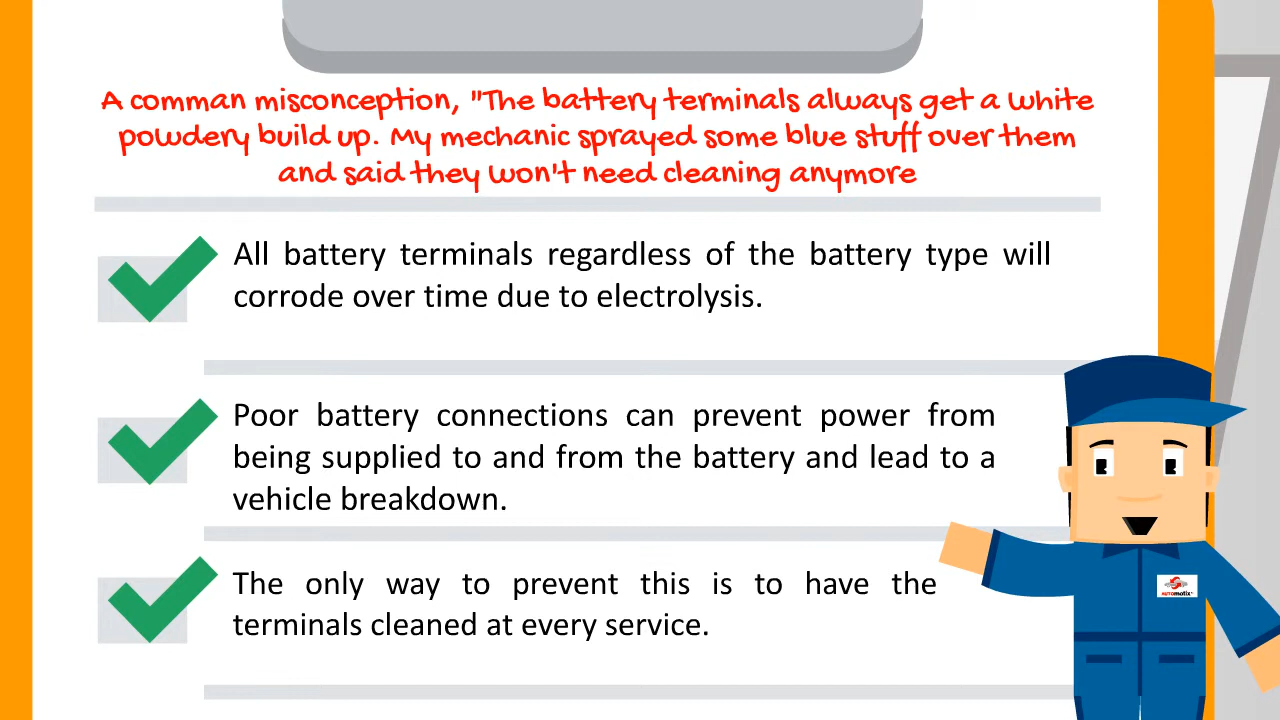 A comman misconception, "The battery terminals always get a white
powdery build up. My mechanic sprayed some blue stuff over them
and said they won't need cleaning anymore
All battery terminals regardless of the battery type will
corrode over time due to electrolysis.
Poor battery connections can prevent power from
being supplied to and from the battery and lead to a
vehicle breakdown.
The only way to prevent this is to have the
terminals cleaned at every service.
AUTOmotix